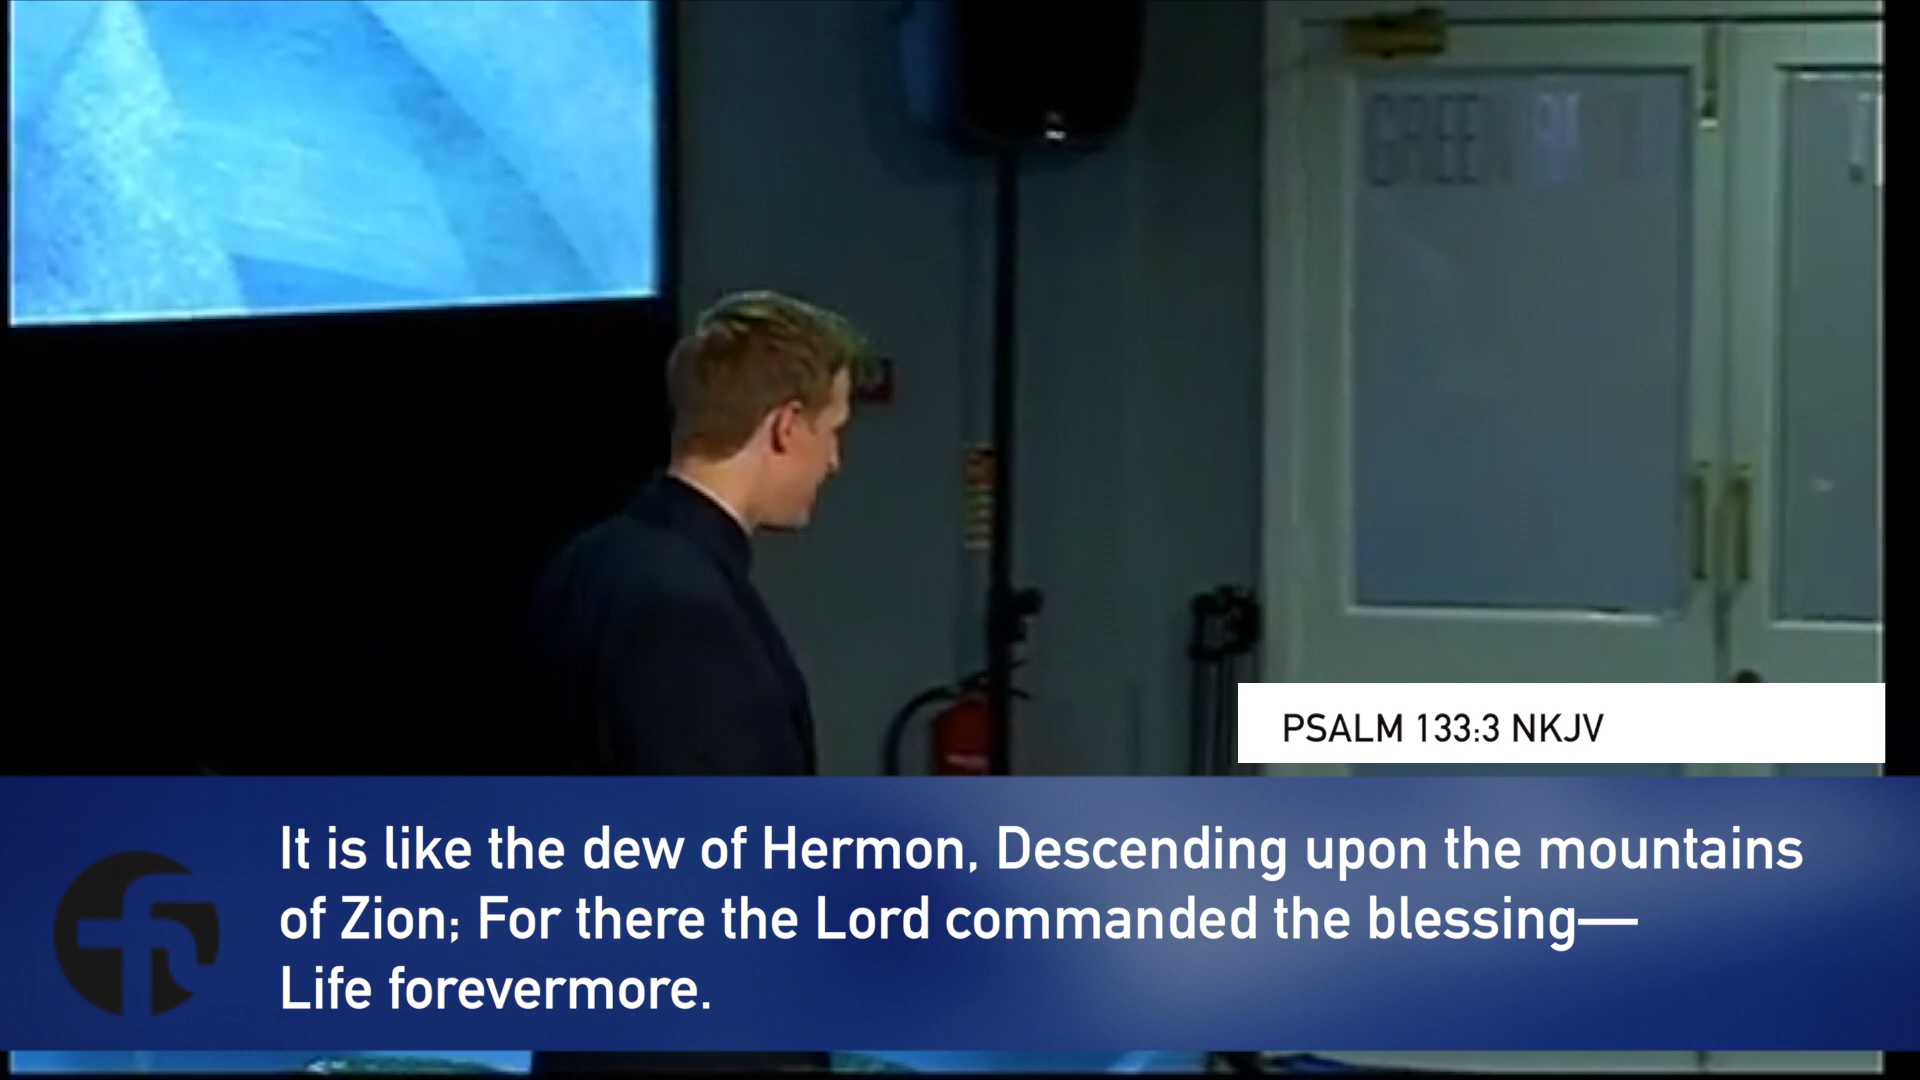 GREE
PSALM 133:3 NKJV
It is like the dew of Hermon, Descending upon the mountains
of Zion; For there the Lord commanded the blessing—
Life forevermore.